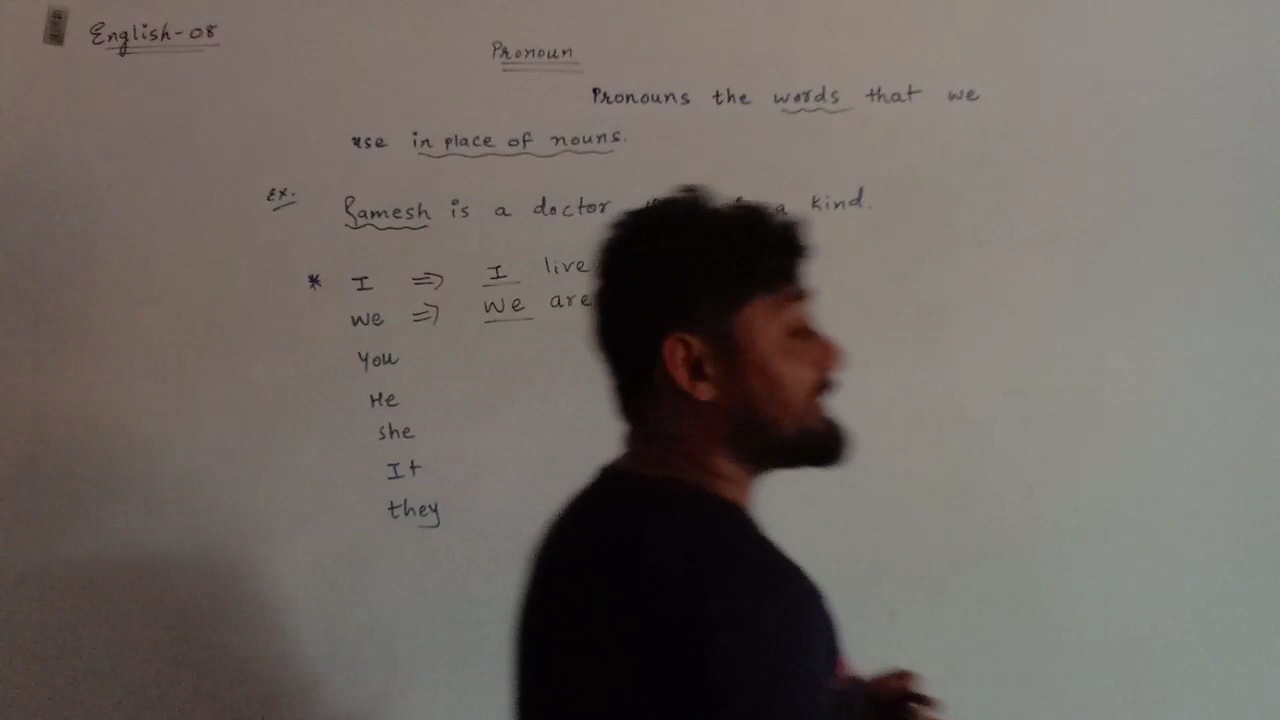 English-08
Pronoun
Pronouns the words that we
use in place of nouns.
Ex. Ramesh is a doctor a kind.
* I ⇒ I live
We ⇒ We are
You
He
she
It
they